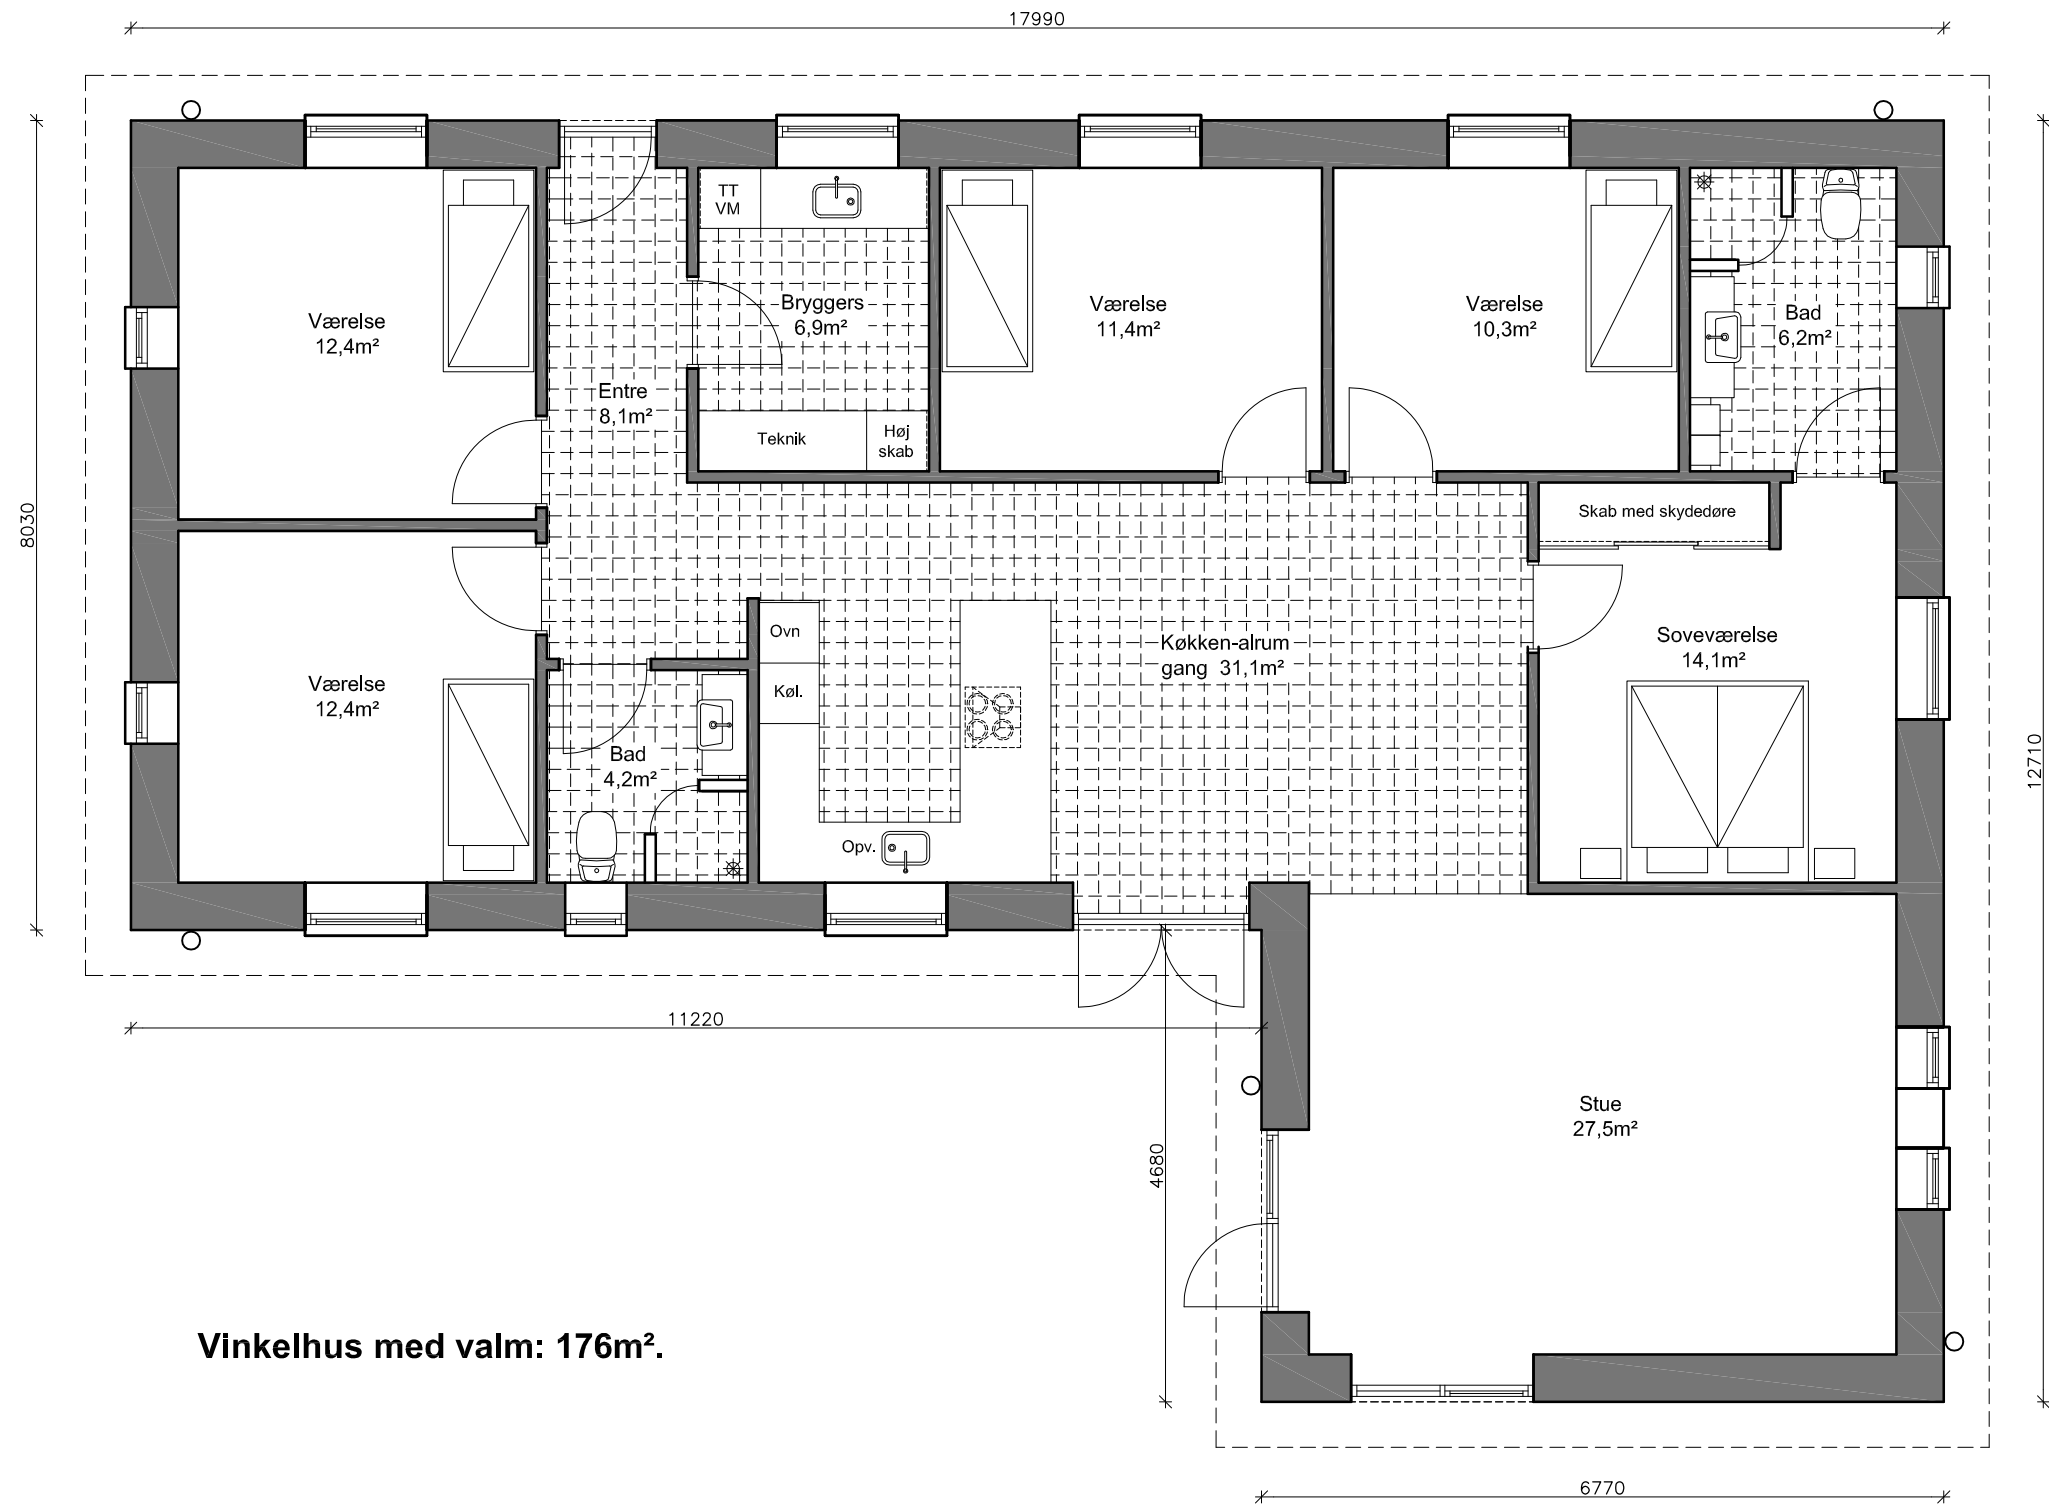 17990
TT
VM
Bryggers
6,9m²
Værelse
11,4m²
Værelse
10,3m²
Bad
6,2m²
Værelse
12,4m²
Entre
8,1m²
Teknik
Høj
skab
8030
Skab med skydedøre
Ovn
Køl.
Køkken-alrum
gang 31,1m²
Soveværelse
14,1m²
Værelse
12,4m²
Bad
4,2m²
12710
Opv.
11220
Stue
27,5m²
4680
Vinkelhus med valm: 176m².
6770